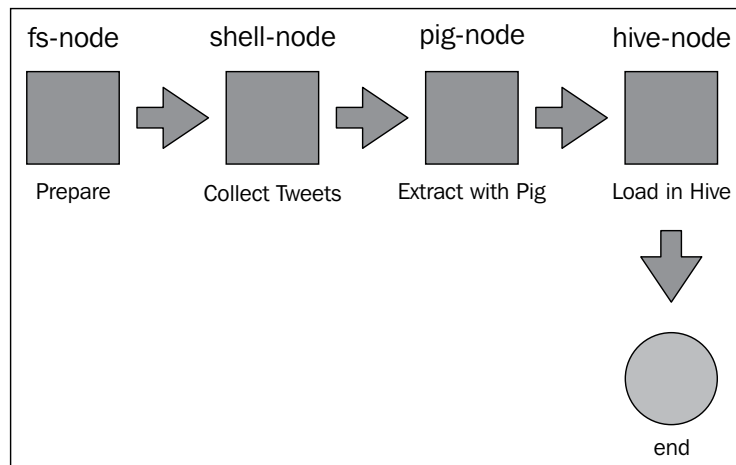 fs-node
shell-node
pig-node
hive-node
Prepare
Collect Tweets
Extract with Pig
Load in Hive
end